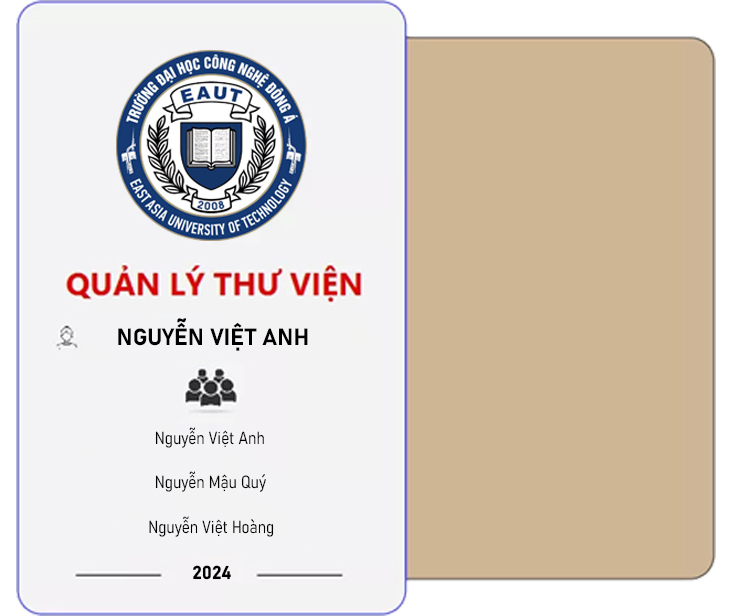 TRƯỜNG ĐẠI HỌC CÔNG NGHỆ ĐÔNG Á
EAUT
2008
EAST ASIA UNIVERSITY OF TECHNOLOGY
QUẢN LÝ THƯ VIỆN
NGUYỄN VIỆT ANH
Nguyễn Việt Anh
Nguyễn Mậu Quý
Nguyễn Việt Hoàng
2024